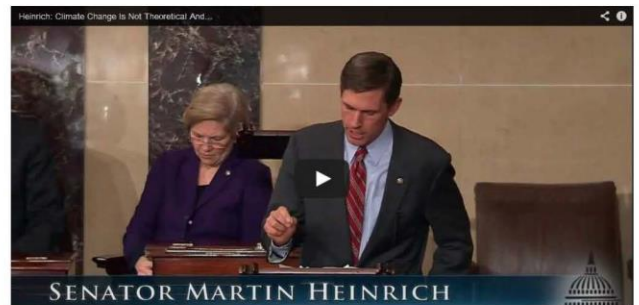 Heinrich: Climate Change Is Not Theoretical And...
SENATOR MARTIN HEINRICH